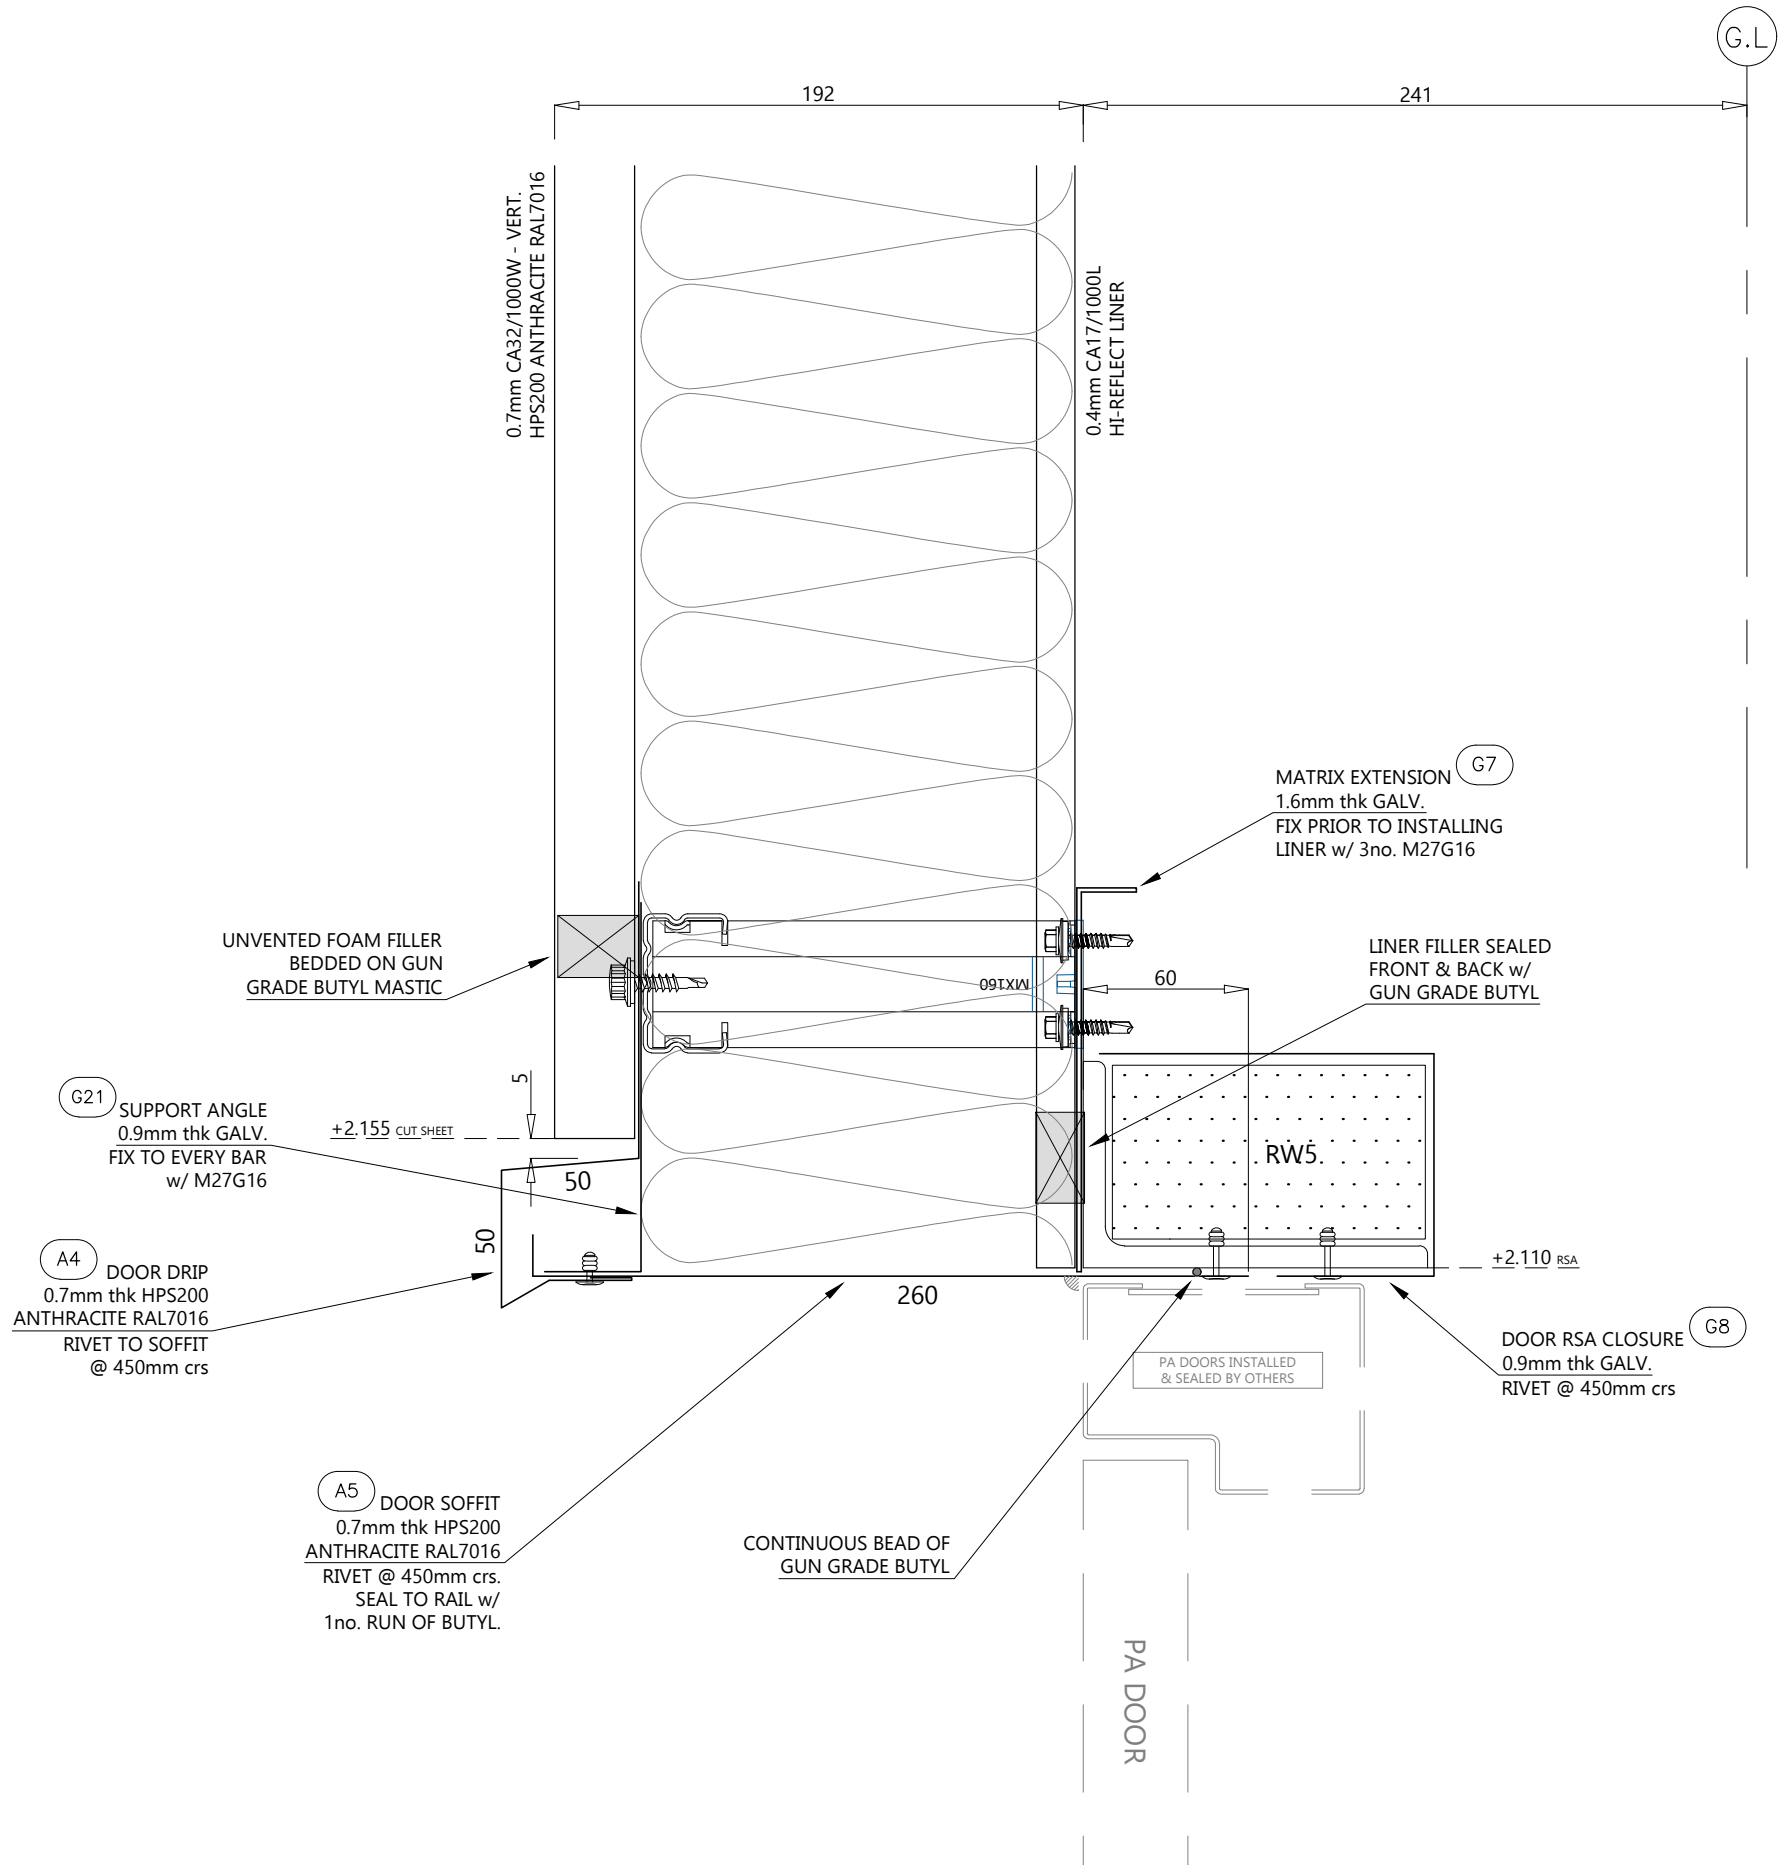 G.L
192
241
0.7mm CA32/1000W - VERT.
HPS200 ANTHRACITE RAL7016
0.4mm CA17/1000L
HI-REFLECT LINER
G7
MATRIX EXTENSION
1.6mm thk GALV.
FIX PRIOR TO INSTALLING
LINER w/ 3no. M27G16
UNVENTED FOAM FILLER
BEDDED ON GUN
GRADE BUTYL MASTIC
LINER FILLER SEALED
FRONT & BACK w/
GUN GRADE BUTYL
MX160
60
G21
SUPPORT ANGLE
0.9mm thk GALV.
FIX TO EVERY BAR
w/ M27G16
5
+2.155 CUT SHEET
50
50
RW5
A4
DOOR DRIP
0.7mm thk HPS200
ANTHRACITE RAL7016
RIVET TO SOFFIT
@ 450mm crs
+2.110 RSA
260
G8
DOOR RSA CLOSURE
0.9mm thk GALV.
RIVET @ 450mm crs
PA DOORS INSTALLED
& SEALED BY OTHERS
A5
DOOR SOFFIT
0.7mm thk HPS200
ANTHRACITE RAL7016
RIVET @ 450mm crs.
SEAL TO RAIL w/
1no. RUN OF BUTYL.
CONTINUOUS BEAD OF
GUN GRADE BUTYL
PA DOOR